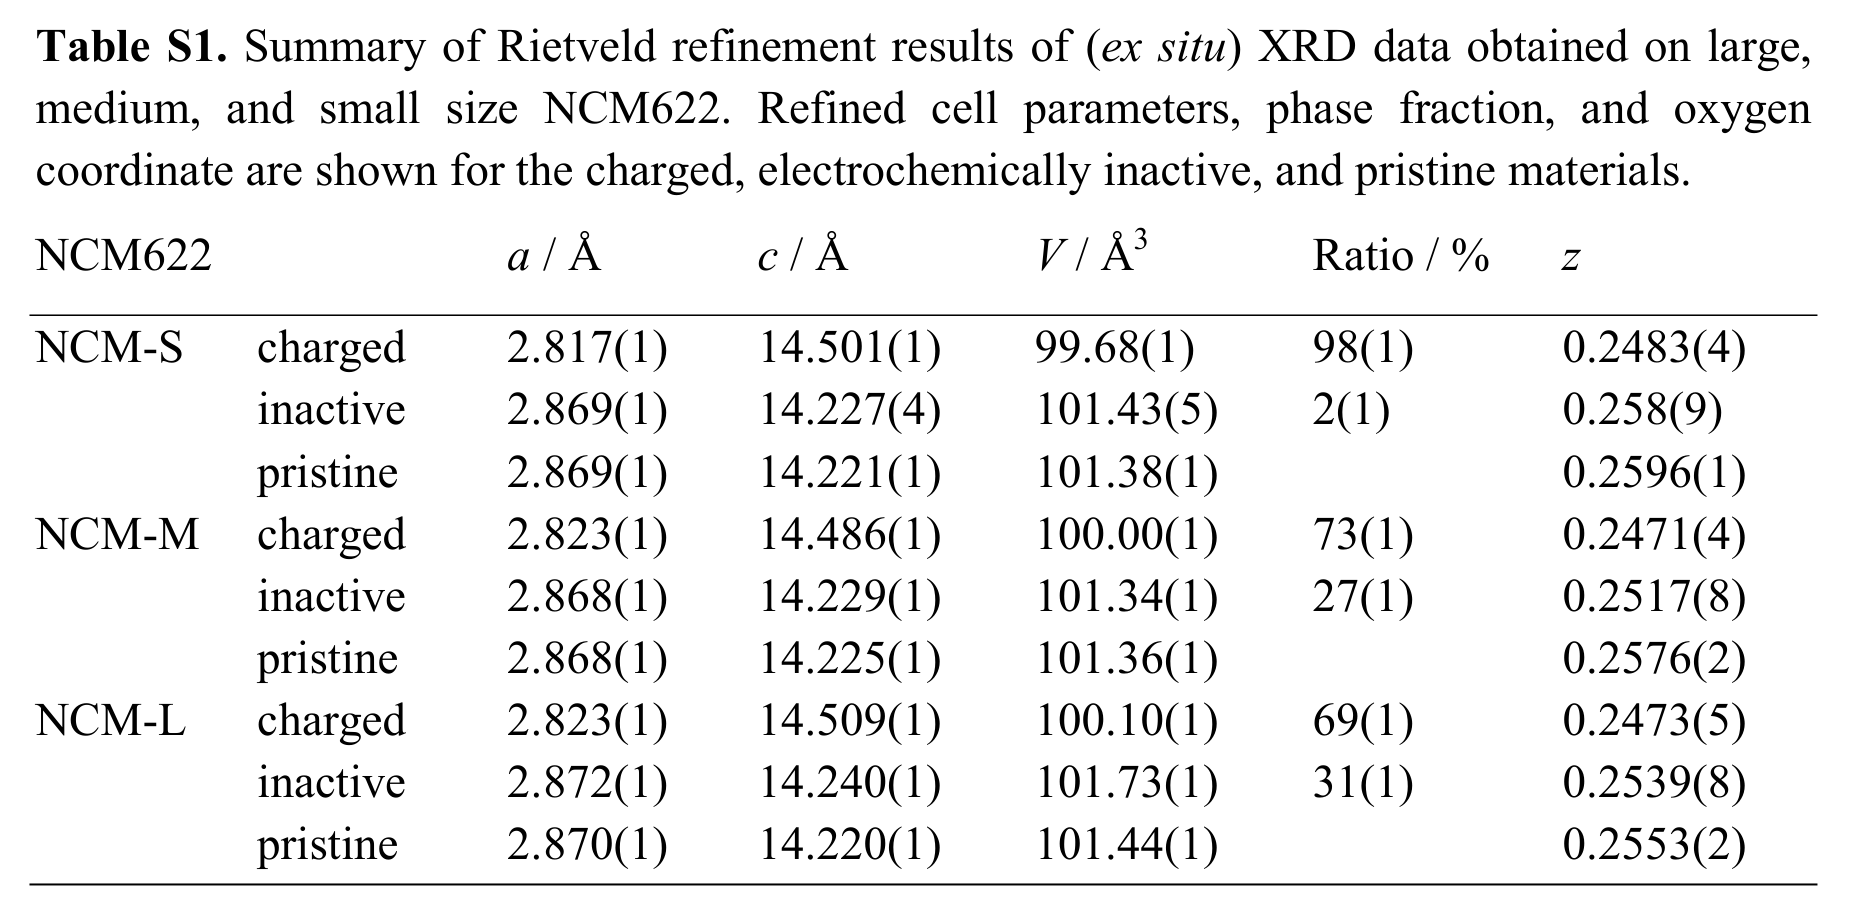 Table S1. Summary of Rietveld refinement results of (ex situ) XRD data obtained on large,
medium, and small size NCM622. Refined cell parameters, phase fraction, and oxygen
coordinate are shown for the charged, electrochemically inactive, and pristine materials.
NCM622 a / Å c / Å V / Å³ Ratio / % z
NCM-S charged 2.817(1) 14.501(1) 99.68(1) 98(1) 0.2483(4)
inactive 2.869(1) 14.227(4) 101.43(5) 2(1) 0.258(9)
pristine 2.869(1) 14.221(1) 101.38(1) 0.2596(1)
NCM-M charged 2.823(1) 14.486(1) 100.00(1) 73(1) 0.2471(4)
inactive 2.868(1) 14.229(1) 101.34(1) 27(1) 0.2517(8)
pristine 2.868(1) 14.225(1) 101.36(1) 0.2576(2)
NCM-L charged 2.823(1) 14.509(1) 100.10(1) 69(1) 0.2473(5)
inactive 2.872(1) 14.240(1) 101.73(1) 31(1) 0.2539(8)
pristine 2.870(1) 14.220(1) 101.44(1) 0.2553(2)